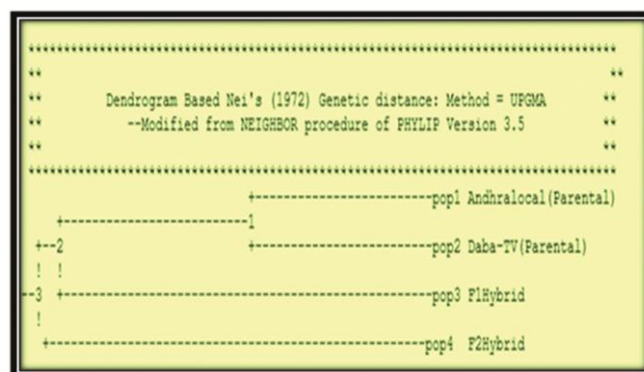 ******************************************************************************
** **
** Dendrogram Based Nei's (1972) Genetic distance: Method = UPGMA **
** --Modified from NEIGHBOR procedure of PHYLIP Version 3.5 **
** **
******************************************************************************
+-------------------------pop1 Andhralocal(Parental)
+--------------------------1
+--2 +-------------------------pop2 Daba-TV(Parental)
! !
--3 +----------------------------------------------------pop3 F1Hybrid
!
+-----------------------------------------------------pop4 F2Hybrid